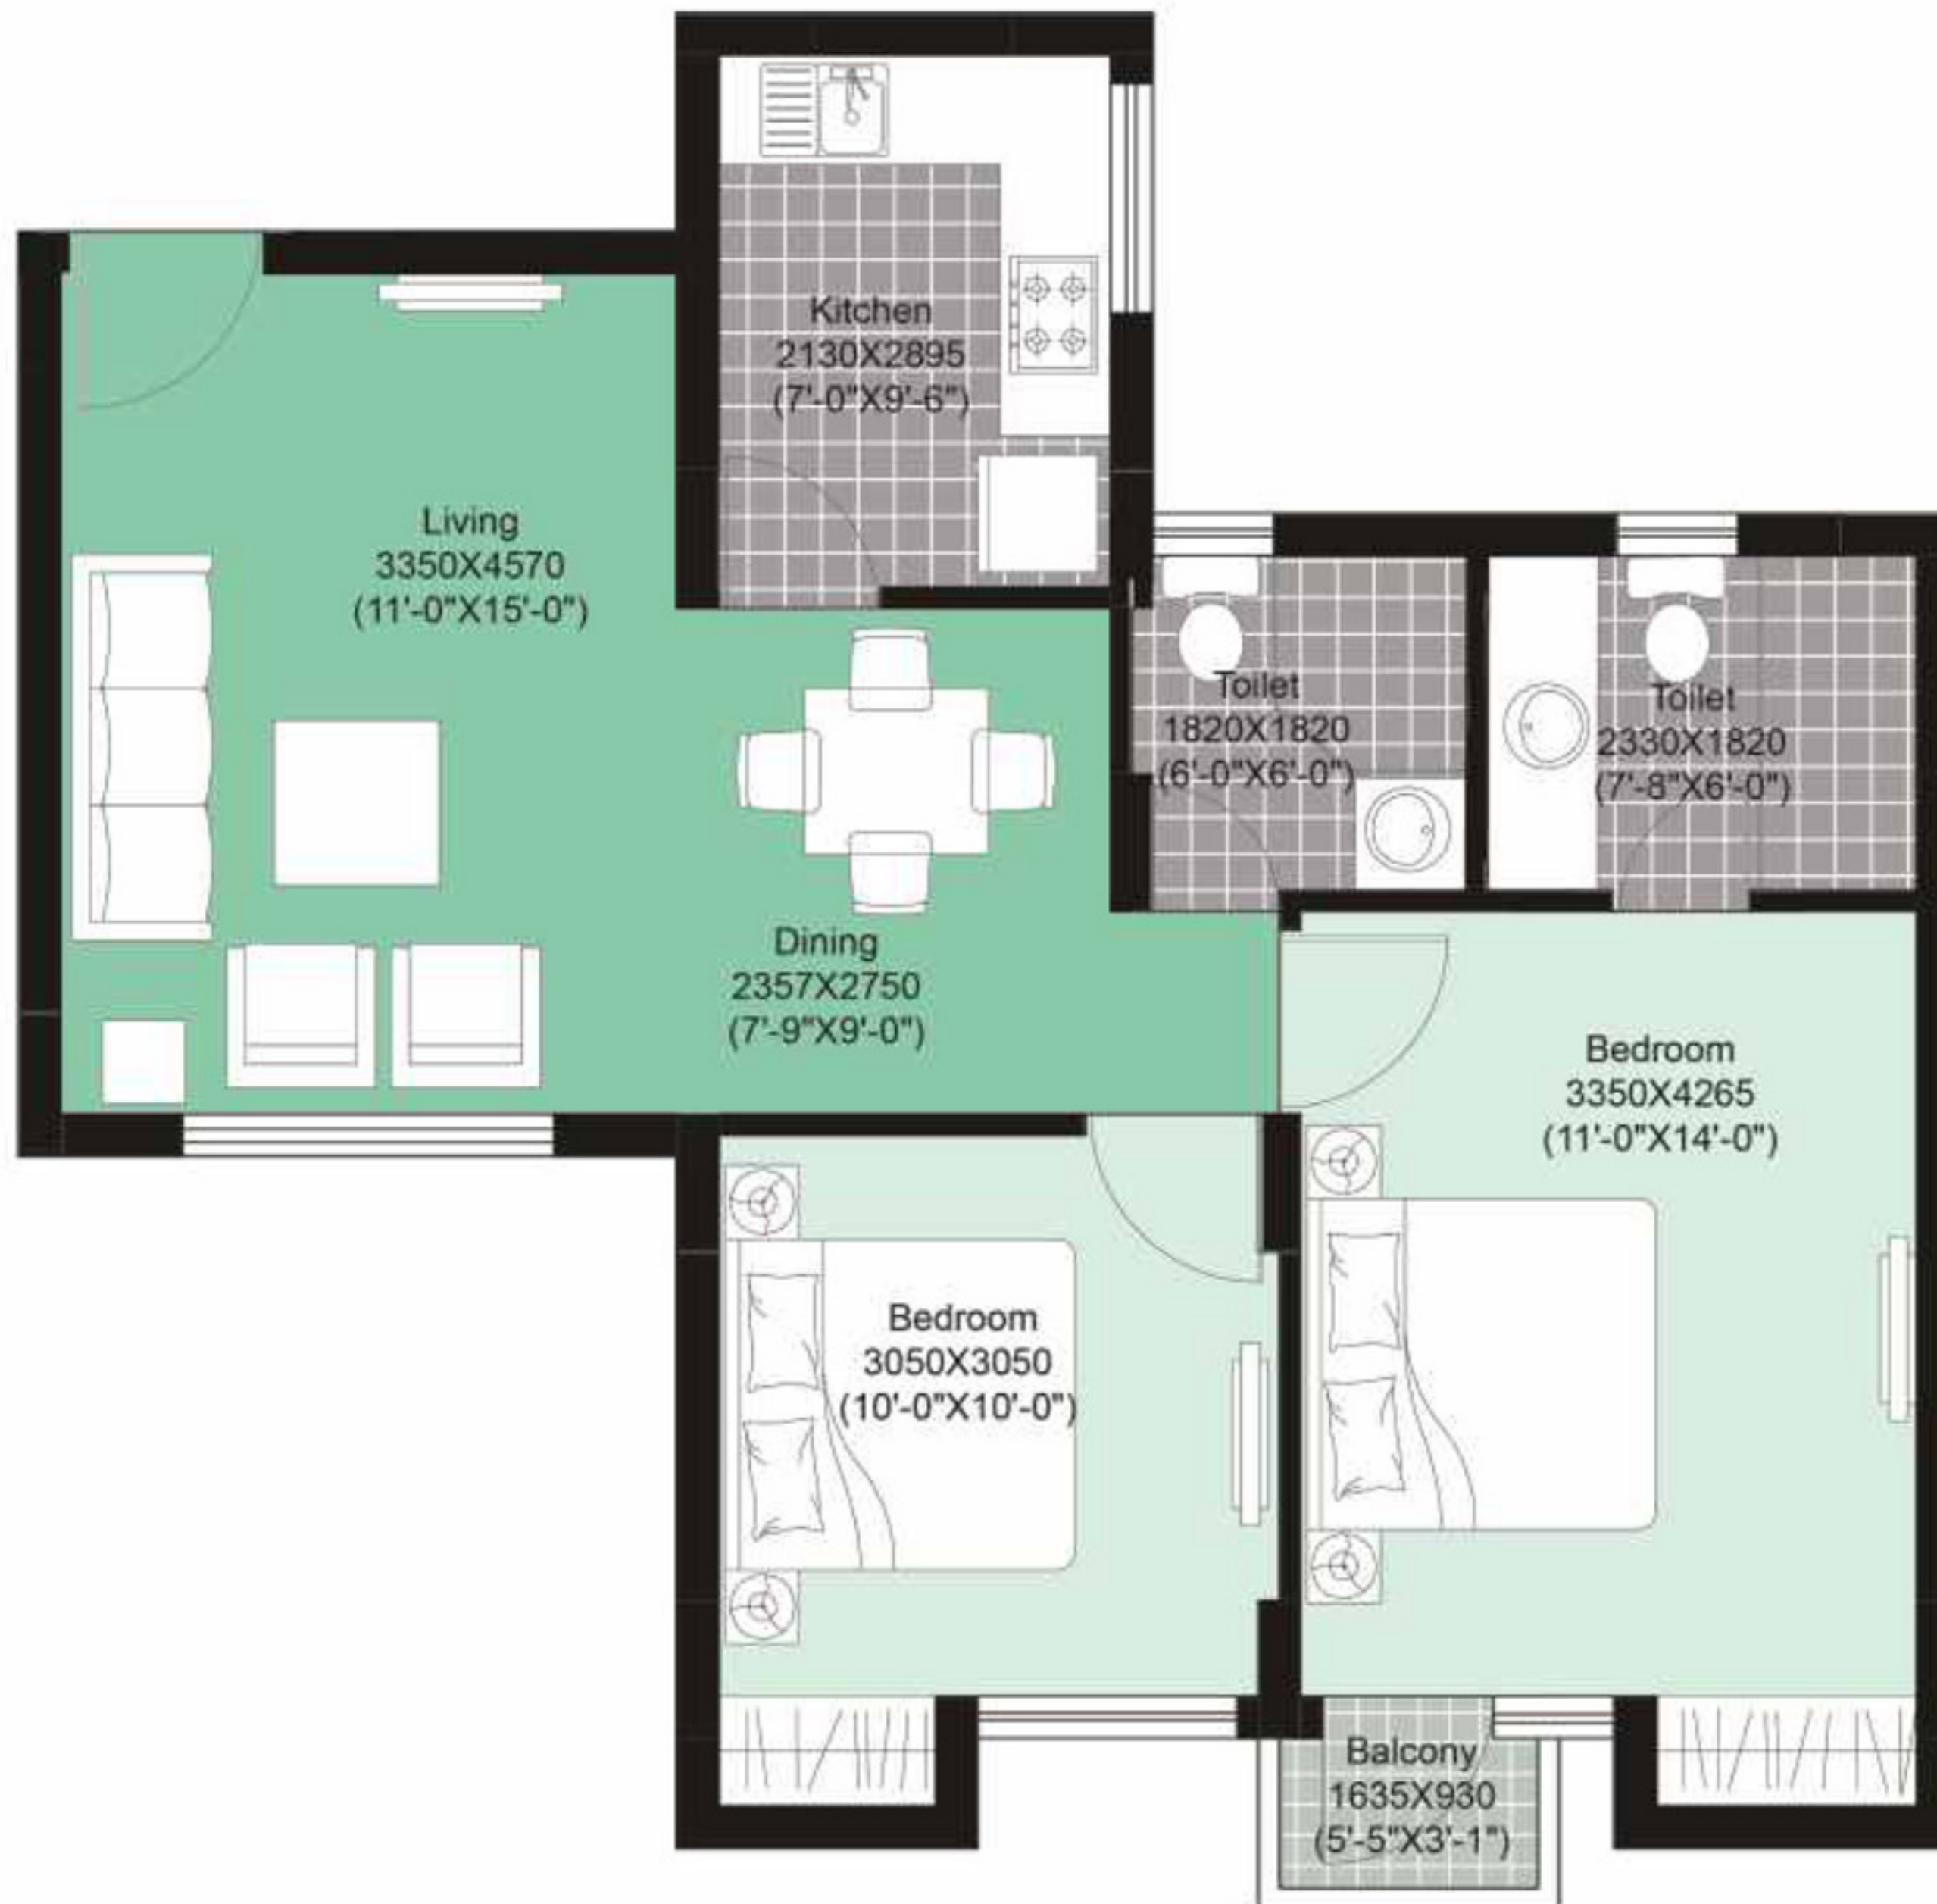 Kitchen
2130X2895
(7'-0"X9'-6")
Living
3350X4570
(11'-0"X15'-0")
Toilet
1820X1820
(6'-0"X6'-0")
Toilet
2330X1820
(7'-8"X6'-0")
Dining
2357X2750
(7'-9"X9'-0")
Bedroom
3350X4265
(11'-0"X14'-0")
Bedroom
3050X3050
(10'-0"X10'-0")
Balcony
1635X930
(5'-5"X3'-1")